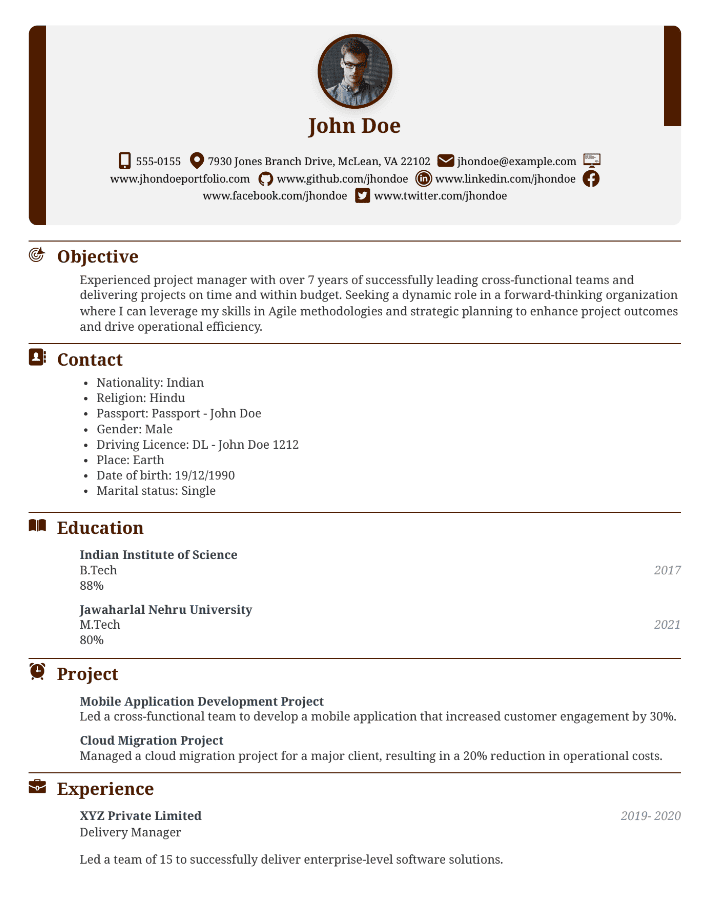 John Doe
555-0155 7930 Jones Branch Drive, McLean, VA 22102 jhondoe@example.com
www.jhondoeportfolio.com www.github.com/jhondoe www.linkedin.com/jhondoe
www.facebook.com/jhondoe www.twitter.com/jhondoe
Objective
Experienced project manager with over 7 years of successfully leading cross-functional teams and
delivering projects on time and within budget. Seeking a dynamic role in a forward-thinking organization
where I can leverage my skills in Agile methodologies and strategic planning to enhance project outcomes
and drive operational efficiency.
Contact
• Nationality: Indian
• Religion: Hindu
• Passport: Passport - John Doe
• Gender: Male
• Driving Licence: DL - John Doe 1212
• Place: Earth
• Date of birth: 19/12/1990
• Marital status: Single
Education
Indian Institute of Science
B.Tech 2017
88%
Jawaharlal Nehru University
M.Tech 2021
80%
Project
Mobile Application Development Project
Led a cross-functional team to develop a mobile application that increased customer engagement by 30%.
Cloud Migration Project
Managed a cloud migration project for a major client, resulting in a 20% reduction in operational costs.
Experience
XYZ Private Limited 2019- 2020
Delivery Manager
Led a team of 15 to successfully deliver enterprise-level software solutions.